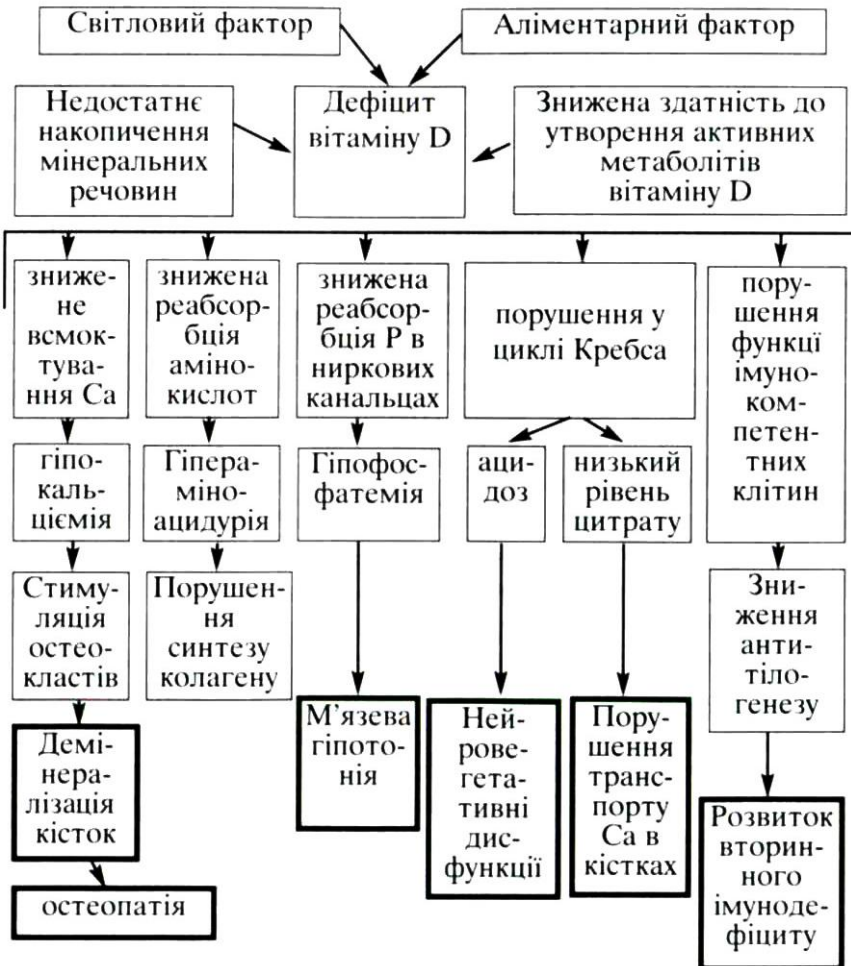 Світловий фактор
Аліментарний фактор
Недостатнє
накопичення
мінеральних
речовин
Дефіцит
вітаміну D
Знижена здатність до
утворення активних
метаболітів
вітаміну D
зниже-
не
всмок-
тува-
ння Са
знижена
реабсор-
бція
аміно-
кислот
знижена
реабсор-
бція Р в
ниркових
канальцах
порушення у
циклі Кребса
пору-
шення
функцї
імуно-
ком-
петен-
тних
клітин
гіпо-
каль-
ціємія
Гіпера-
міно-
ацидурія
Гіпофос-
фатемія
аци-
доз
низький
рівень
цитрату
Стиму-
ляція
остео-
кластів
Порушен-
ня
синтезу
колагену
Зни-
ження
анти-
тіло-
генезу
Демі-
нера-
лізація
кісток
М'язева
гіпото-
нія
Ней-
рове-
гета-
тивні
дис-
функції
Пору-
шення
транс-
порту
Са в
кістках
Розвиток
вторин-
ного
імуноде-
фіциту
остеопатія